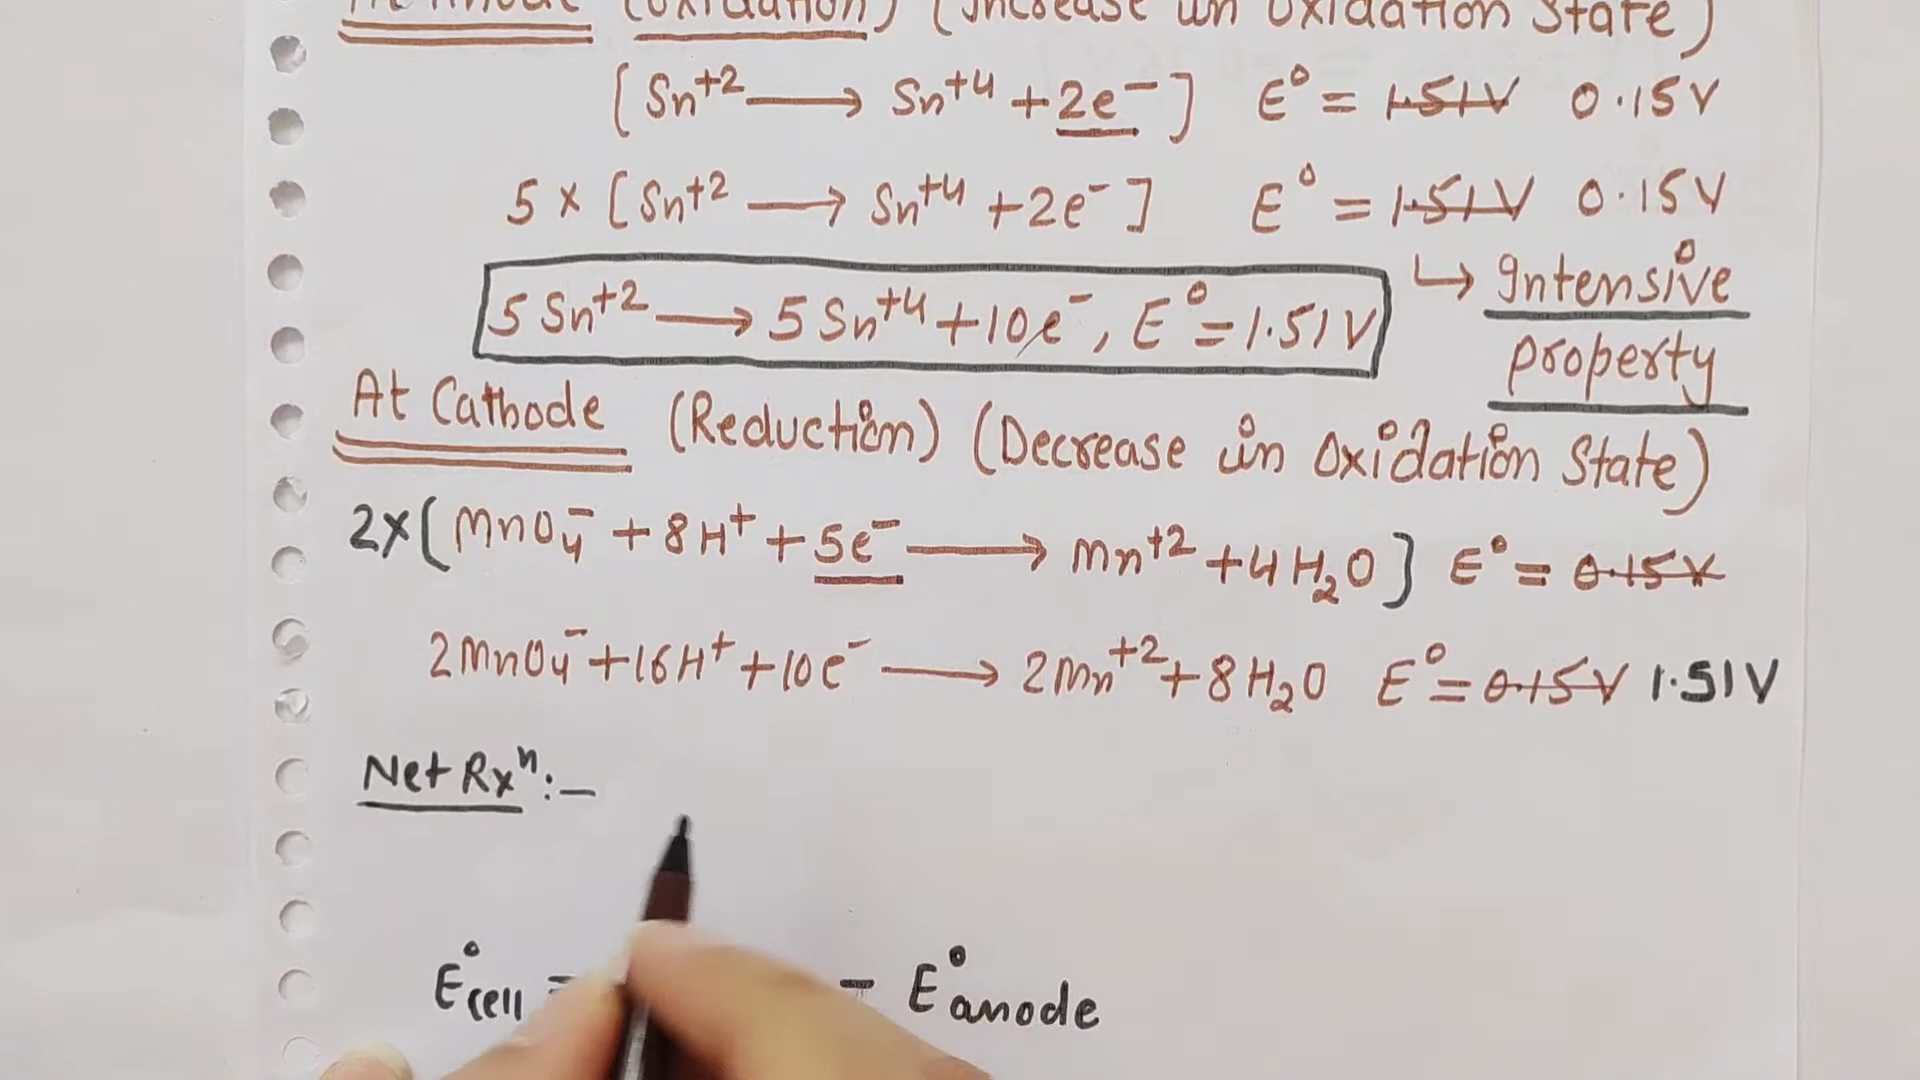 At Anode (Oxidation) (Increase in Oxidation State)
[Sn⁺² ⟶ Sn⁺⁴ + 2e⁻] E° = 1.51V 0.15V
5 × [Sn⁺² ⟶ Sn⁺⁴ + 2e⁻] E° = 1.51V 0.15V
5Sn⁺² ⟶ 5Sn⁺⁴ + 10e⁻, E° = 1.51V
↳ Intensive
property
At Cathode (Reduction) (Decrease in Oxidation State)
2×[MnO₄⁻ + 8H⁺ + 5e⁻ ⟶ Mn⁺² + 4H₂O] E° = 0.15V
2MnO₄⁻ + 16H⁺ + 10e⁻ ⟶ 2Mn⁺² + 8H₂O E° = 0.15V 1.51V
Net Rxⁿ:-
E°cell = - E°anode